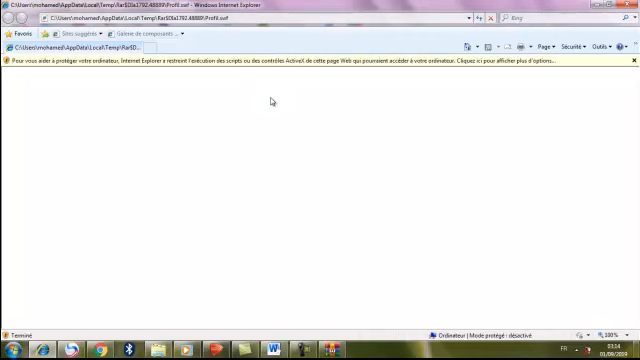 C:\Users\mohamed\AppData\Local\Temp\Rar$DIa1792.48889\Profil.swf - Windows Internet Explorer
C:\Users\mohamed\AppData\Local\Temp\Rar$DIa1792.48889\Profil.swf
Bing
Favoris
Sites suggérés
Galerie de composants ...
C:\Users\mohamed\AppData\Local\Temp\Rar$D...
Page
Sécurité
Outils
Pour vous aider à protéger votre ordinateur, Internet Explorer a restreint l'exécution des scripts ou des contrôles ActiveX de cette page Web qui pourraient accéder à votre ordinateur. Cliquez ici pour afficher plus d'options...
Terminé
Ordinateur | Mode protégé : désactivé
100%
FR
03:14